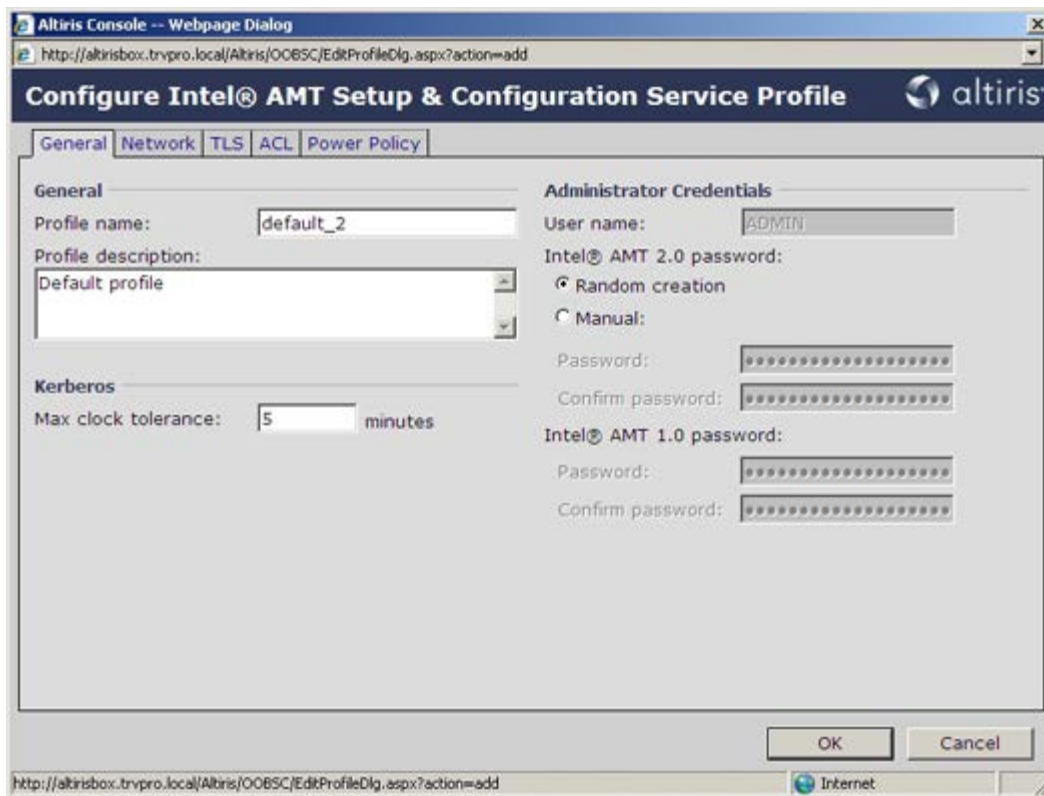 Altiris Console -- Webpage Dialog
http://altirisbox.trvpro.local/Altiris/OOBSC/EditProfileDlg.aspx?action=add
Configure Intel® AMT Setup & Configuration Service Profile
altiris
General Network TLS ACL Power Policy
General
Profile name: default_2
Profile description:
Default profile
Kerberos
Max clock tolerance: 5 minutes
Administrator Credentials
User name: ADMIN
Intel® AMT 2.0 password:
Random creation
Manual:
Password:
Confirm password:
Intel® AMT 1.0 password:
Password:
Confirm password:
OK Cancel
http://altirisbox.trvpro.local/Altiris/OOBSC/EditProfileDlg.aspx?action=add Internet